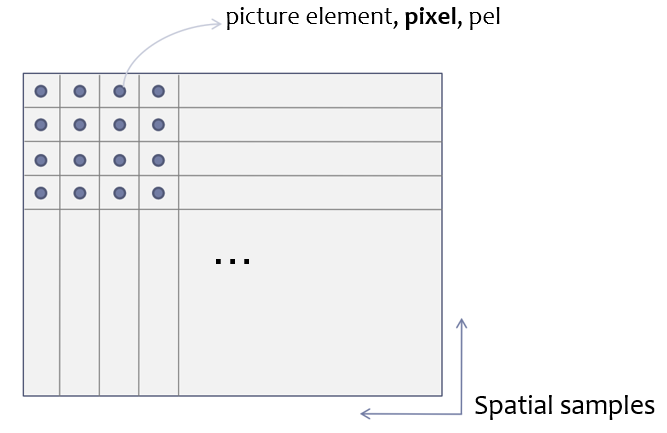 picture element, pixel, pel
...
Spatial samples